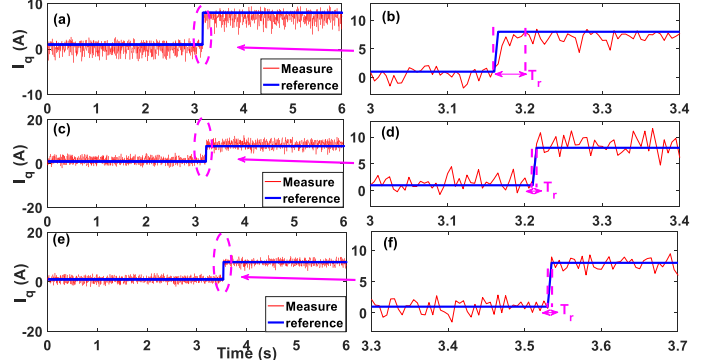 10
0
10
I_q (A)
(a)
Measure
reference
0 1 2 3 4 5 6
10
5
0
(b)
T_r
3 3.1 3.2 3.3 3.4
20
0
20
I_q (A)
(c)
Measure
reference
0 1 2 3 4 5 6
10
5
0
(d)
T_r
3 3.1 3.2 3.3 3.4
20
0
20
I_q (A)
(e)
Measure
reference
0 1 2 3 4 5 6
Time (s)
10
5
0
(f)
T_r
3.3 3.4 3.5 3.6 3.7